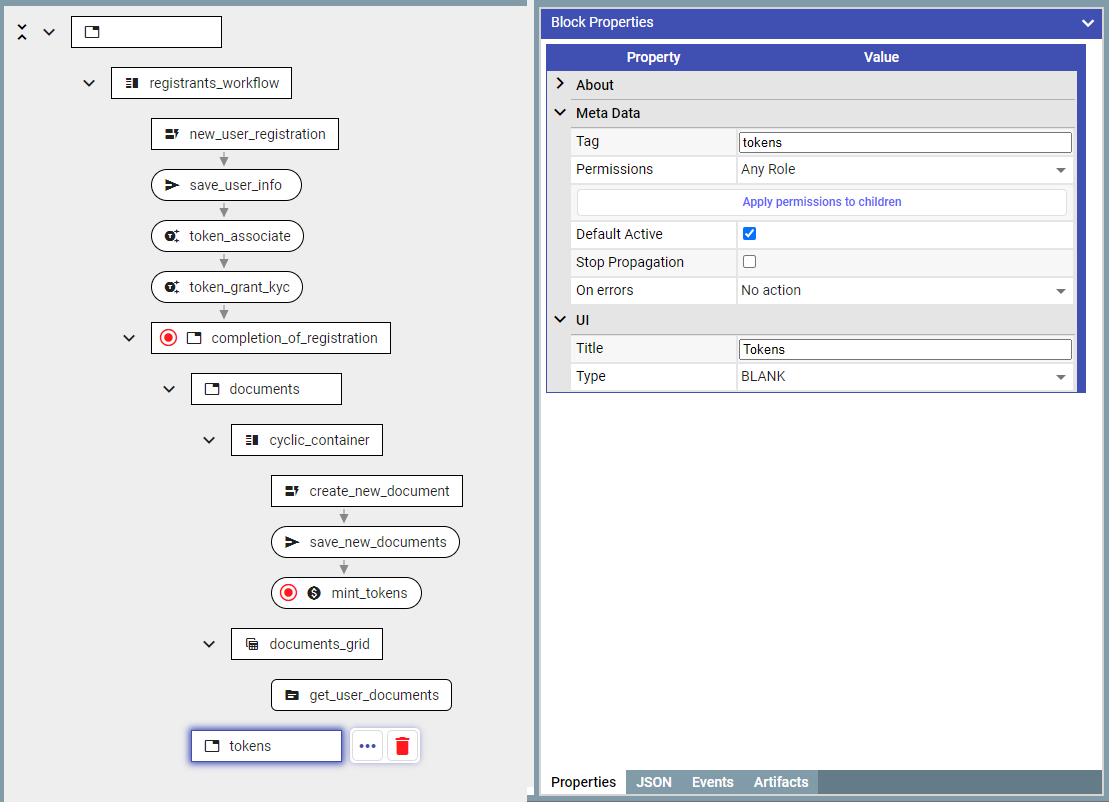 registrants_workflow
new_user_registration
save_user_info
token_associate
token_grant_kyc
completion_of_registration
documents
cyclic_container
create_new_document
save_new_documents
mint_tokens
documents_grid
get_user_documents
tokens
Block Properties
Property Value
About
Meta Data
Tag tokens
Permissions Any Role
Apply permissions to children
Default Active
Stop Propagation
On errors No action
UI
Title Tokens
Type BLANK
Properties JSON Events Artifacts